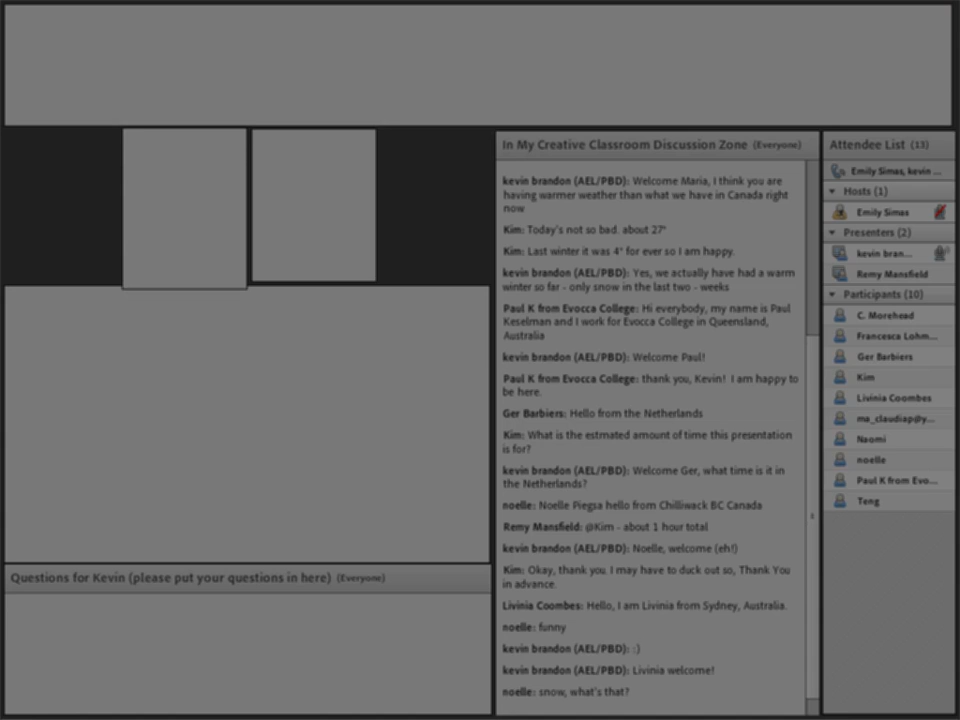 In My Creative Classroom Discussion Zone (Everyone)
kevin brandon (AEL/PBD): Welcome Maria, I think you are
having warmer weather than what we have in Canada right
now
Kim: Today's not so bad. about 27°
Kim: Last winter it was 4° for ever so I am happy.
kevin brandon (AEL/PBD): Yes, we actually have had a warm
winter so far - only snow in the last two - weeks
Paul K from Evocca College: Hi everybody, my name is Paul
Keselman and I work for Evocca College in Queensland,
Australia
kevin brandon (AEL/PBD): Welcome Paul!
Paul K from Evocca College: thank you, Kevin! I am happy to
be here.
Ger Barbiers: Hello from the Netherlands
Kim: What is the estmated amount of time this presentation
is for?
kevin brandon (AEL/PBD): Welcome Ger, what time is it in
the Netherlands?
noelle: Noelle Piegsa hello from Chilliwack BC Canada
Remy Mansfield: @Kim - about 1 hour total
kevin brandon (AEL/PBD): Noelle, welcome (eh!)
Kim: Okay, thank you. I may have to duck out so, Thank You
in advance.
Livinia Coombes: Hello, I am Livinia from Sydney, Australia.
noelle: funny
kevin brandon (AEL/PBD): :)
kevin brandon (AEL/PBD): Livinia welcome!
noelle: snow, what's that?
Attendee List (13)
Emily Simas, kevin ...
Hosts (1)
Emily Simas
Presenters (2)
kevin bran...
Remy Mansfield
Participants (10)
C. Morehead
Francesca Lohm...
Ger Barbiers
Kim
Livinia Coombes
ma_claudiap@y...
Naomi
noelle
Paul K from Evo...
Teng
Questions for Kevin (please put your questions in here) (Everyone)